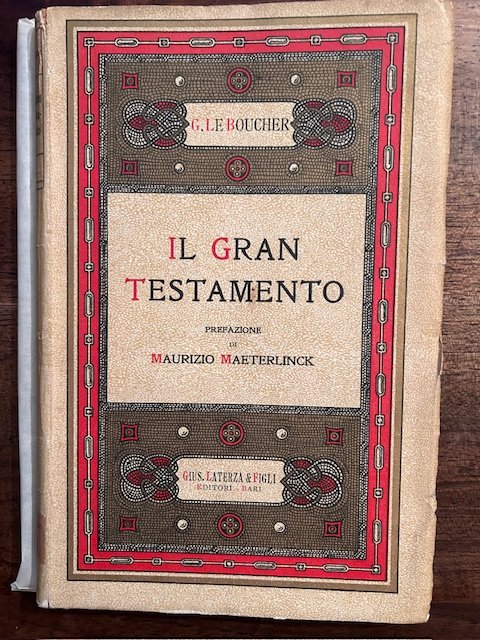 G. LE BOUCHER
IL GRAN
TESTAMENTO
PREFAZIONE
DI
MAURIZIO MAETERLINCK
GIUS. LATERZA & FIGLI
EDITORI - BARI